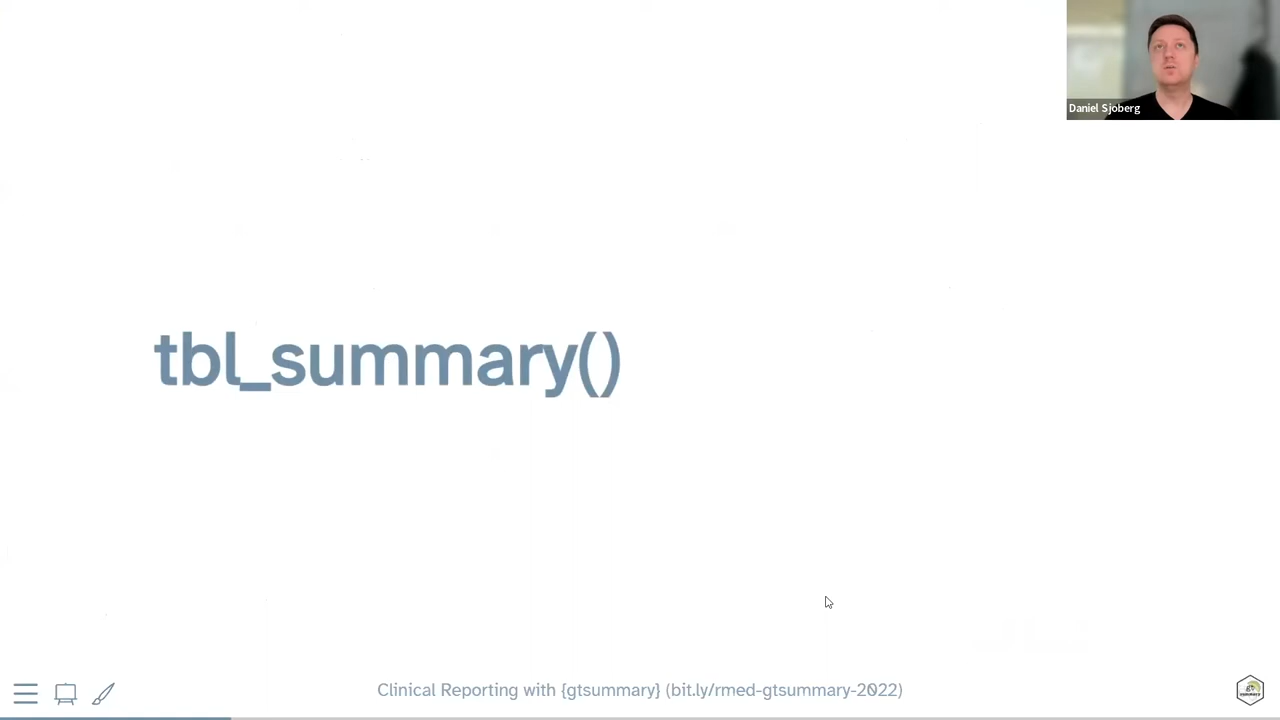 Daniel Sjoberg
tbl_summary()
Clinical Reporting with {gtsummary} (bit.ly/rmed-gtsummary-2022)